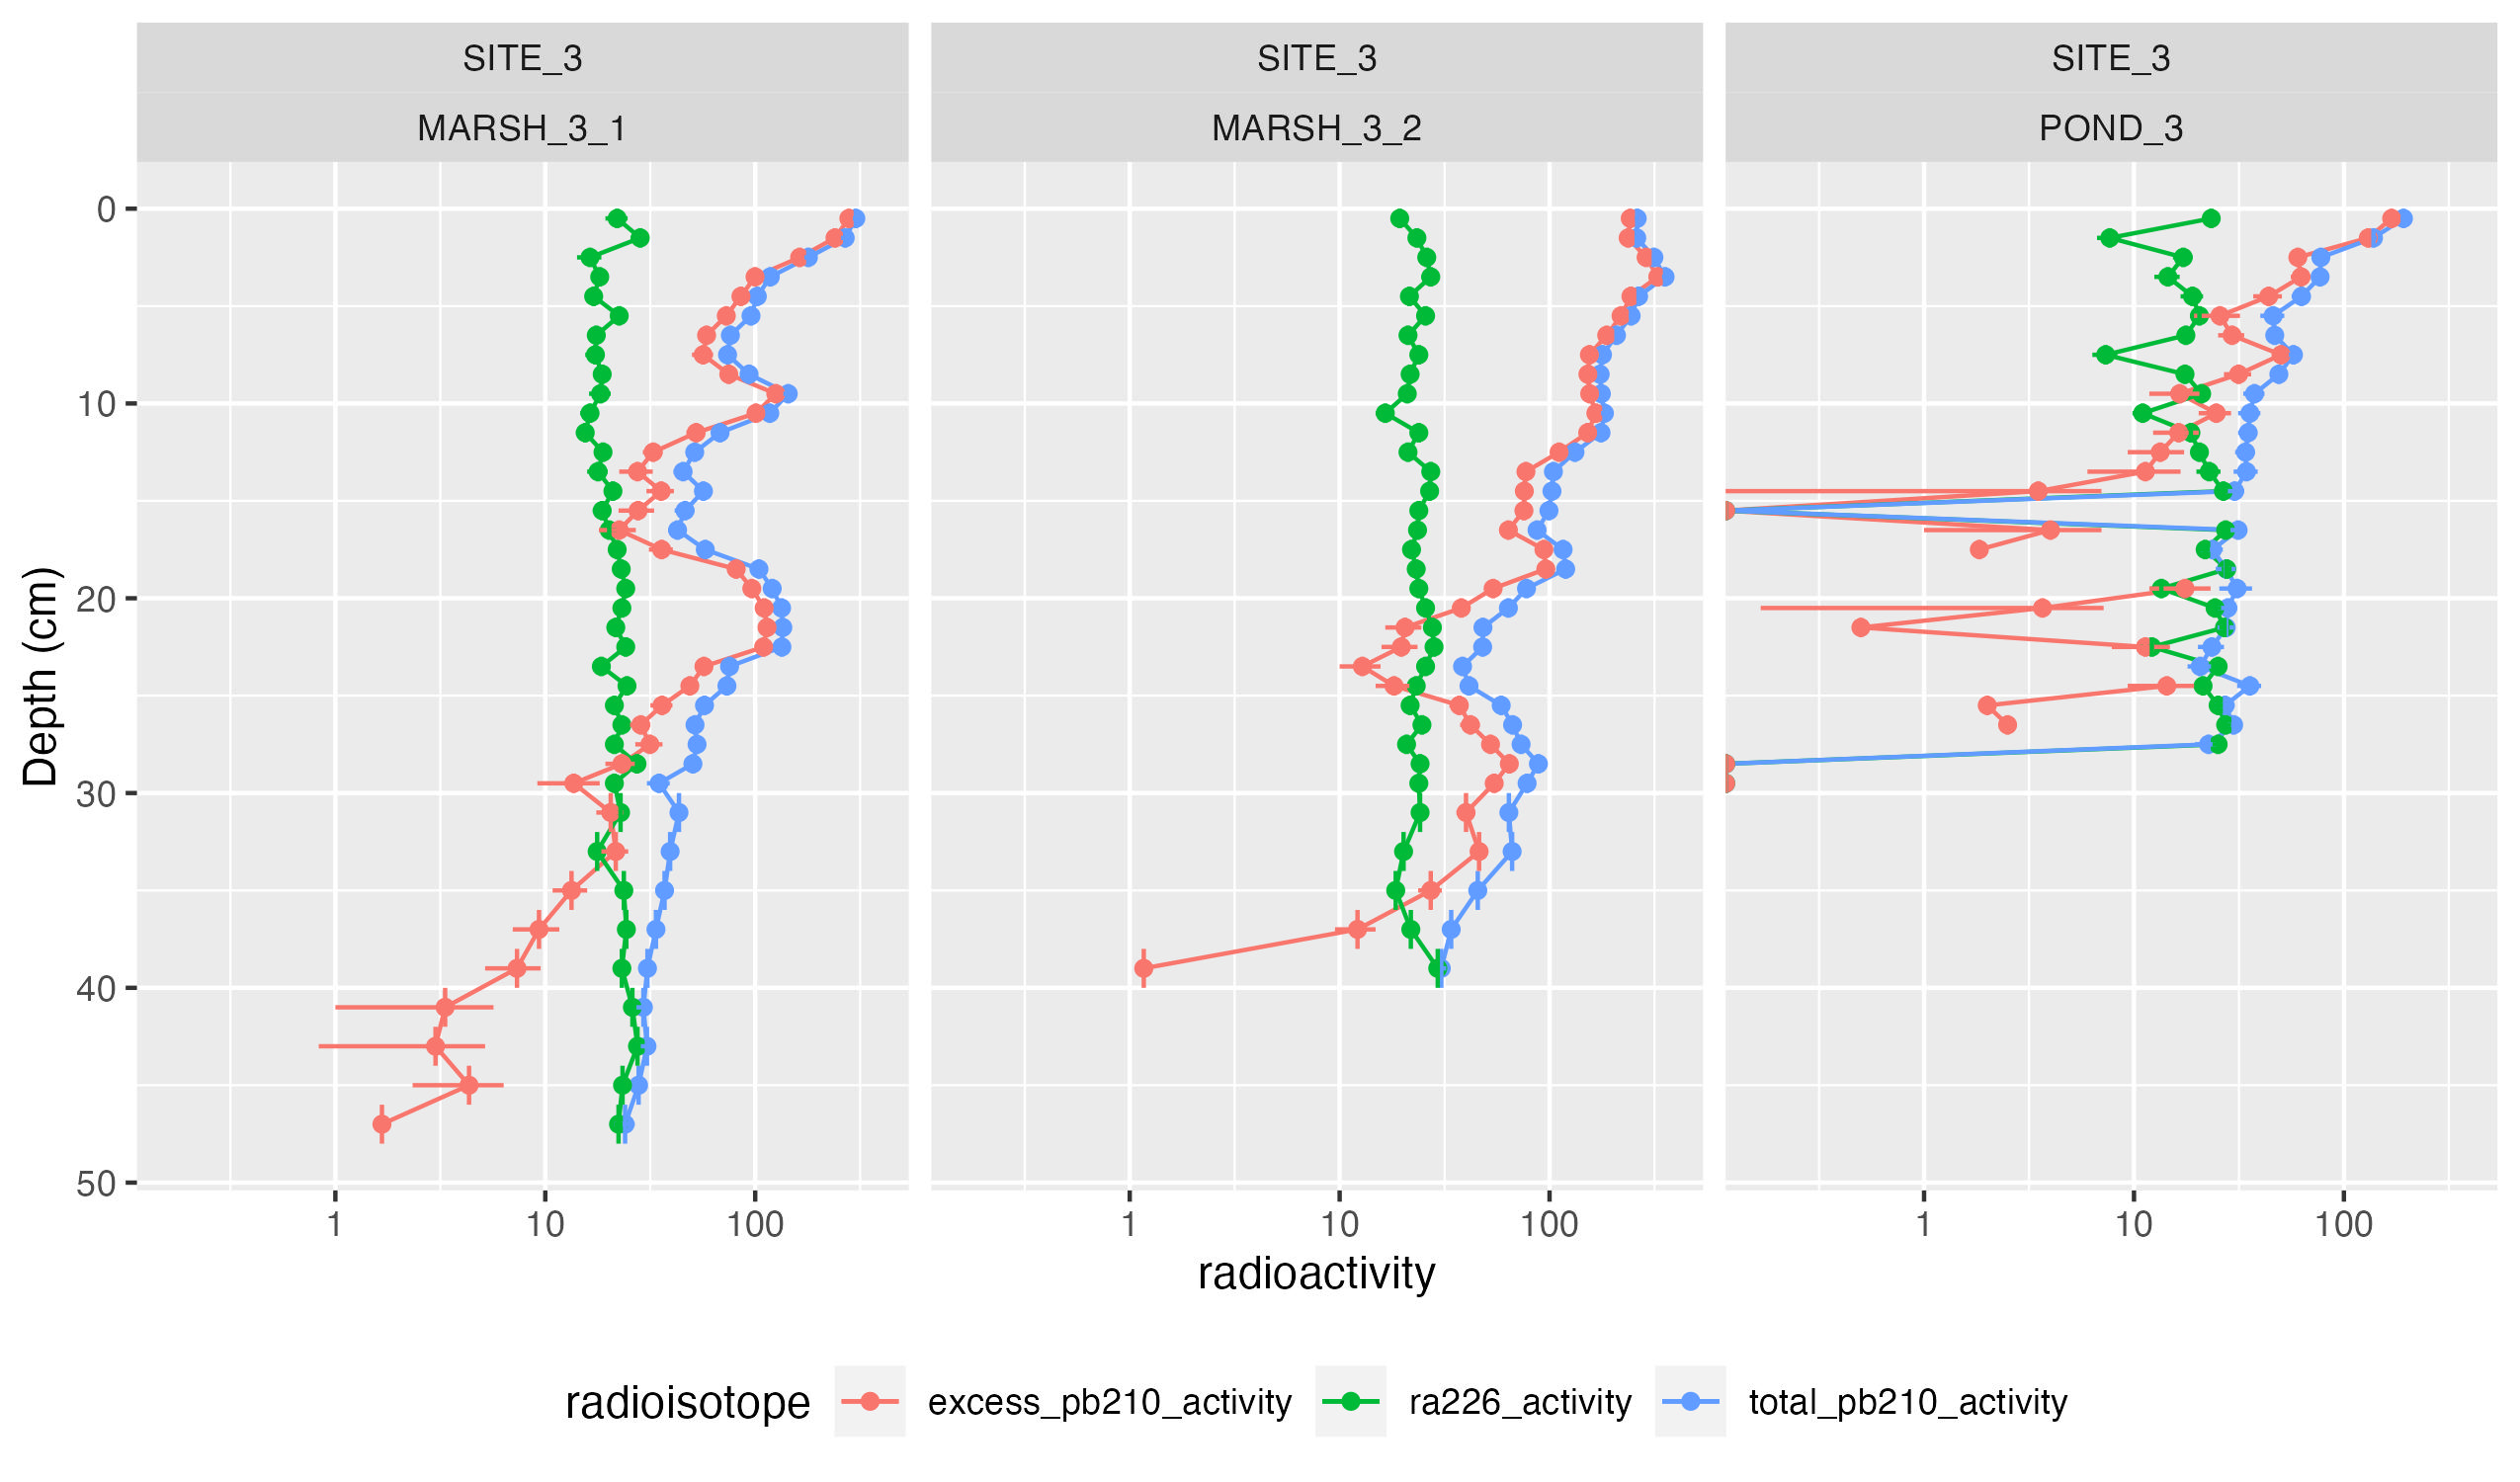 SITE_3 SITE_3 SITE_3
MARSH_3_1 MARSH_3_2 POND_3
0
10
20
30
40
50
Depth (cm)
1 10 100 1 10 100 1 10 100
radioactivity
radioisotope excess_pb210_activity ra226_activity total_pb210_activity